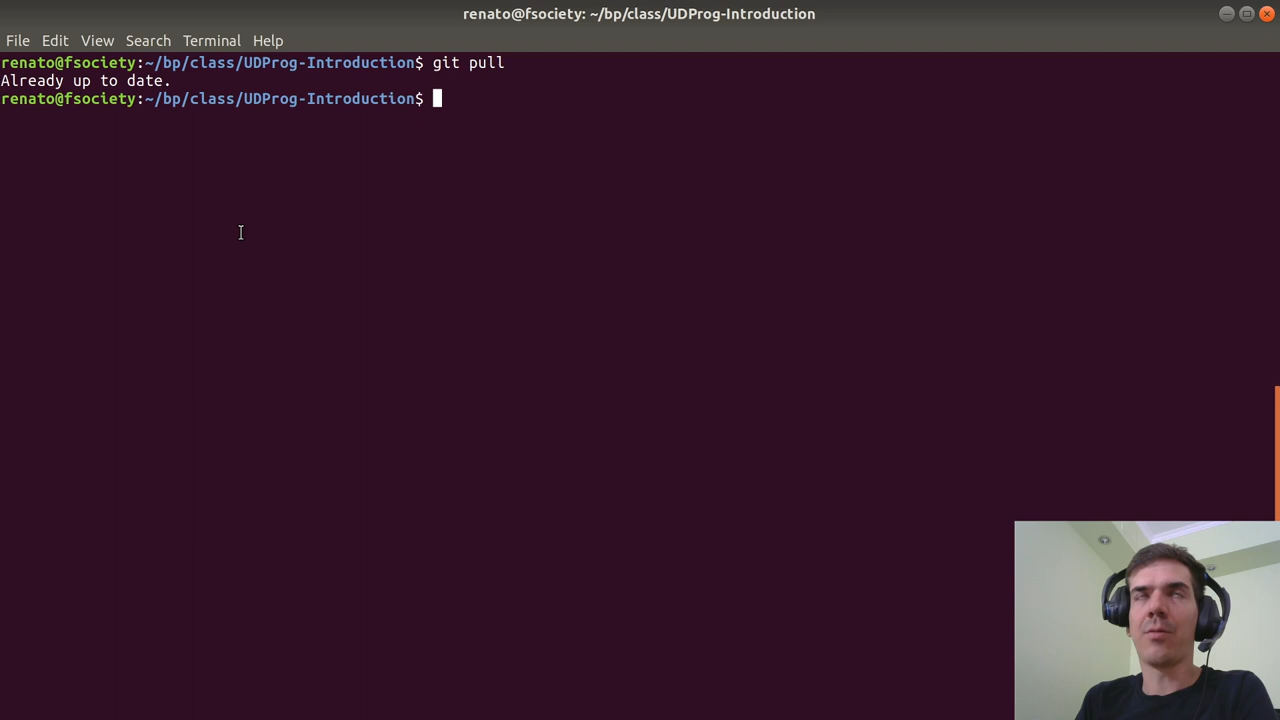 renato@fsociety: ~/bp/class/UDProg-Introduction
File Edit View Search Terminal Help
renato@fsociety:~/bp/class/UDProg-Introduction$ git pull
Already up to date.
renato@fsociety:~/bp/class/UDProg-Introduction$